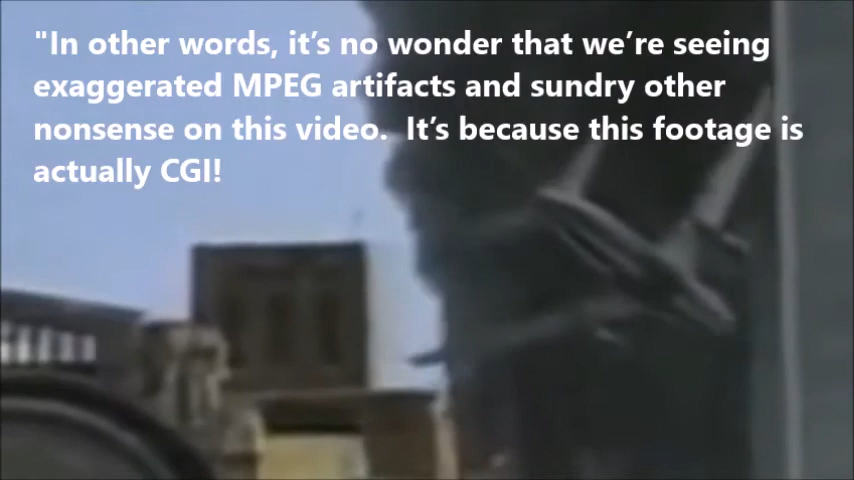 "In other words, it’s no wonder that we’re seeing
exaggerated MPEG artifacts and sundry other
nonsense on this video.  It’s because this footage is
actually CGI!